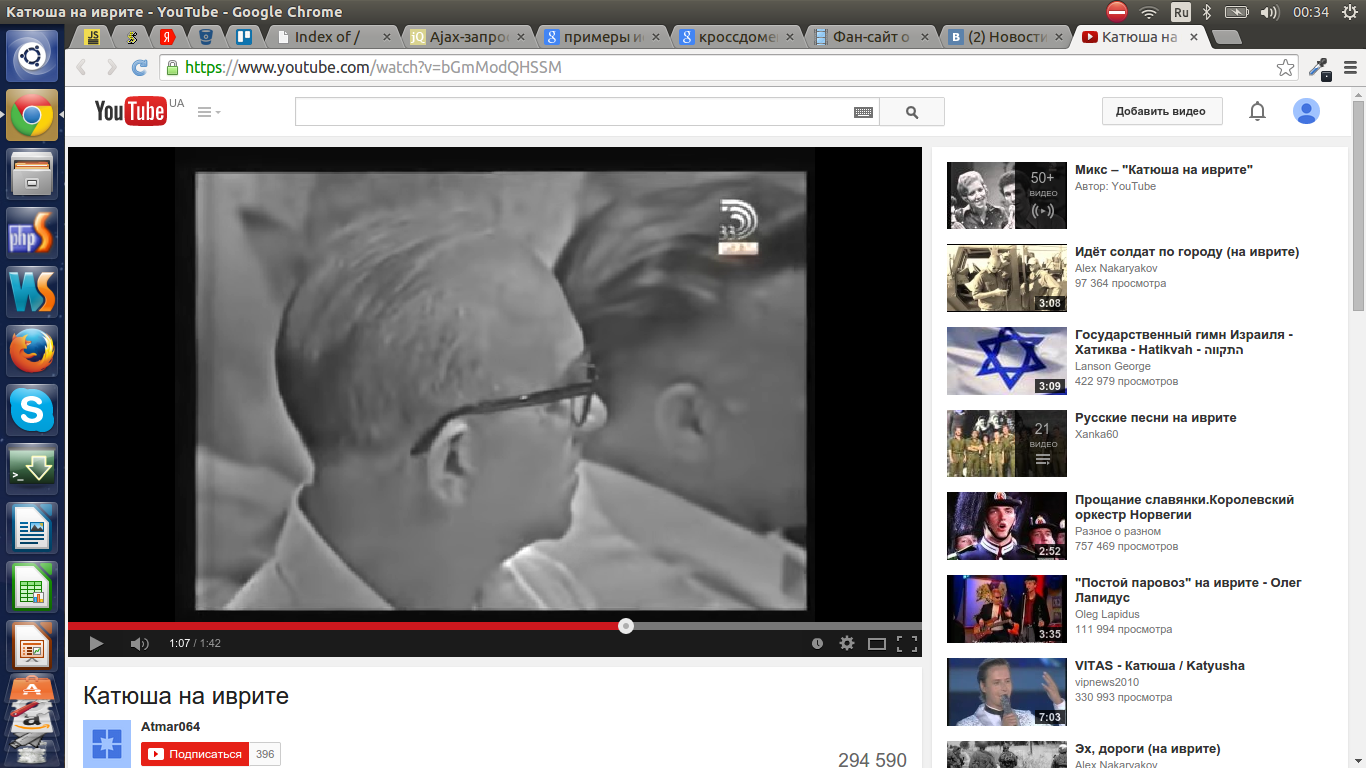 Катюша на иврите - YouTube - Google Chrome
Ru
00:34
JS
S
Я
Index of /
jQ
Ajax-запро
g
примеры и
g
кроссдоме
Фан-сайт о
B
(2) Новости
Катюша на
https://www.youtube.com/watch?v=bGmModQHSSM
YouTube UA
Добавить видео
33
1:07 / 1:42
Катюша на иврите
Atmar064
Подписаться
396
294 590
50+
ВИДЕО
Микс – "Катюша на иврите"
Автор: YouTube
3:08
Идёт солдат по городу (на иврите)
Alex Nakaryakov
97 364 просмотра
3:09
Государственный гимн Израиля -
Хатиква - Hatikvah - התקווה
Lanson George
422 979 просмотров
21
ВИДЕО
Русские песни на иврите
Xanka60
2:52
Прощание славянки.Королевский
оркестр Норвегии
Разное о разном
757 469 просмотров
3:35
"Постой паровоз" на иврите - Олег
Лапидус
Oleg Lapidus
111 994 просмотра
7:03
VITAS - Катюша / Katyusha
vipnews2010
330 993 просмотра
Эх, дороги (на иврите)
Alex Nakaryakov
php S
WS
S
>_
A
a